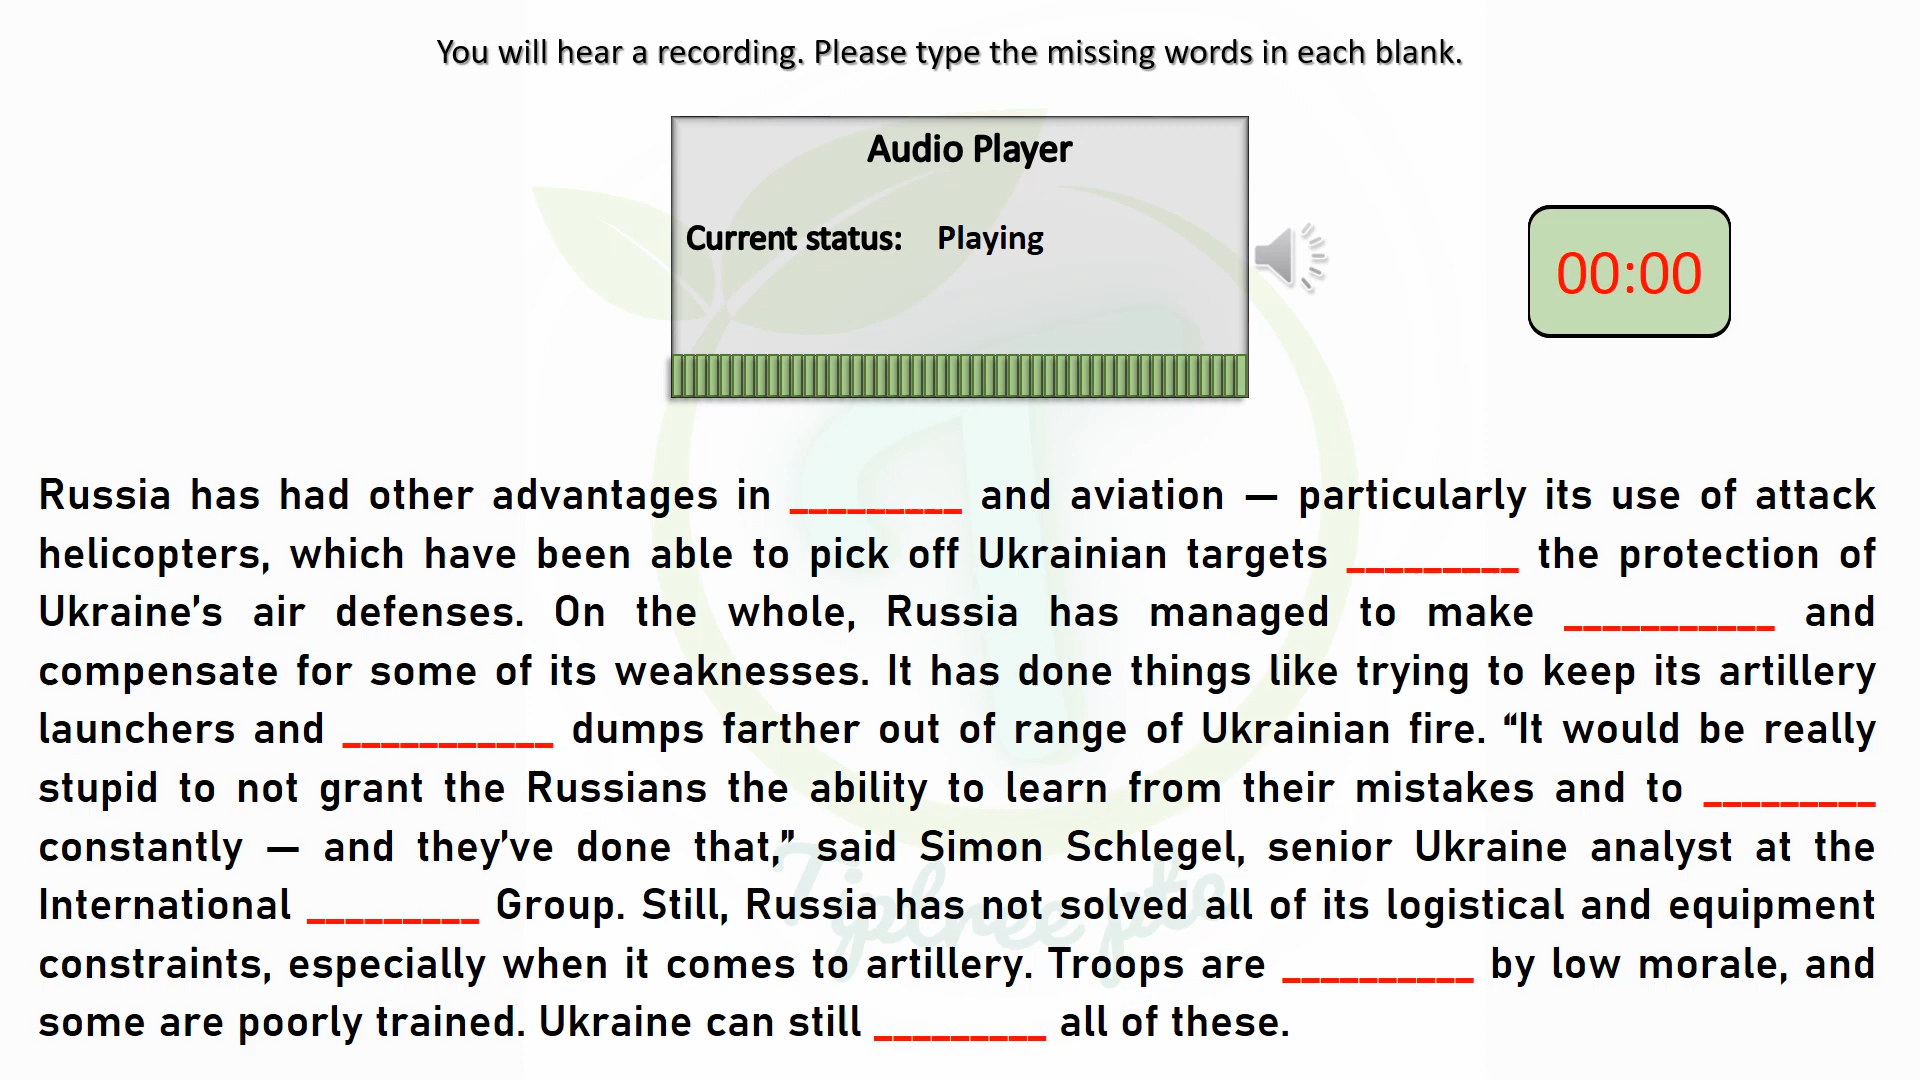 You will hear a recording. Please type the missing words in each blank.
Audio Player
Current status: Playing
00:00
Russia has had other advantages in _________ and aviation — particularly its use of attack
helicopters, which have been able to pick off Ukrainian targets _________ the protection of
Ukraine's air defenses. On the whole, Russia has managed to make ___________ and
compensate for some of its weaknesses. It has done things like trying to keep its artillery
launchers and ___________ dumps farther out of range of Ukrainian fire. “It would be really
stupid to not grant the Russians the ability to learn from their mistakes and to _________
constantly — and they've done that,” said Simon Schlegel, senior Ukraine analyst at the
International _________ Group. Still, Russia has not solved all of its logistical and equipment
constraints, especially when it comes to artillery. Troops are __________ by low morale, and
some are poorly trained. Ukraine can still _________ all of these.
Tiptree pte